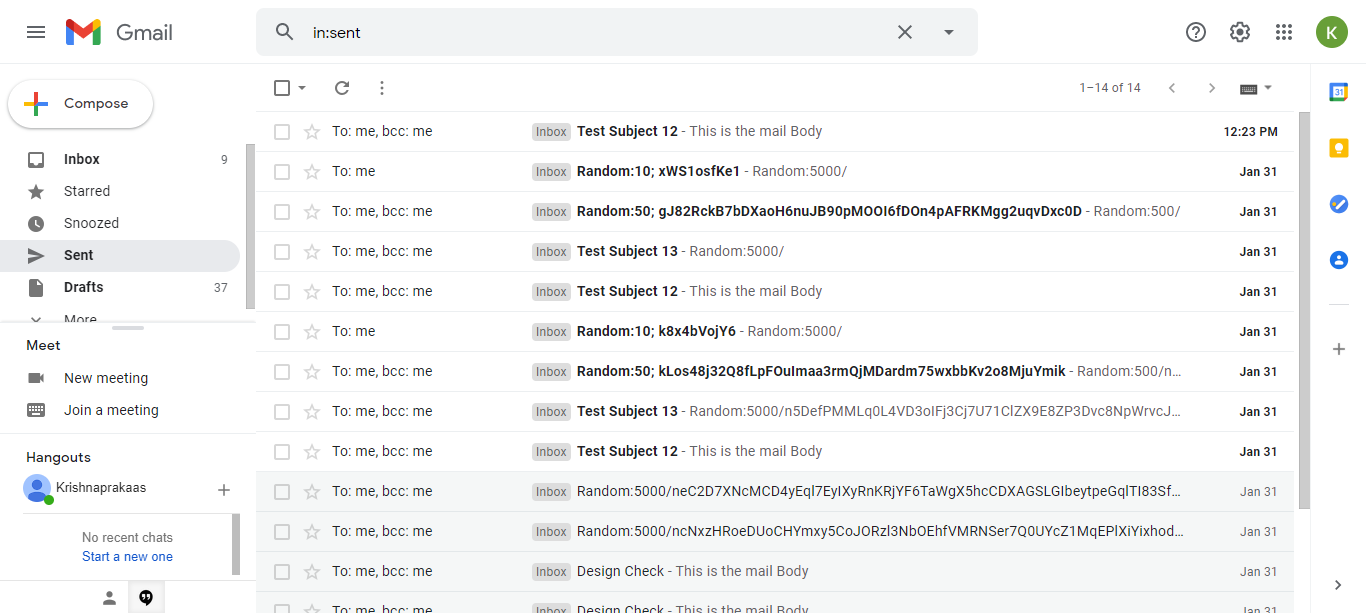 Gmail
in:sent
K
Compose
1–14 of 14
31
Inbox 9
Starred
Snoozed
Sent
Drafts 37
More
Meet
New meeting
Join a meeting
Hangouts
Krishnaprakaas
No recent chats
Start a new one
To: me, bcc: me Inbox Test Subject 12 - This is the mail Body 12:23 PM
To: me Inbox Random:10; xWS1osfKe1 - Random:5000/ Jan 31
To: me, bcc: me Inbox Random:50; gJ82RckB7bDXaoH6nuJB90pMOOI6fDOn4pAFRKMgg2uqvDxc0D - Random:500/ Jan 31
To: me, bcc: me Inbox Test Subject 13 - Random:5000/ Jan 31
To: me, bcc: me Inbox Test Subject 12 - This is the mail Body Jan 31
To: me Inbox Random:10; k8x4bVojY6 - Random:5000/ Jan 31
To: me, bcc: me Inbox Random:50; kLos48j32Q8fLpFOuImaa3rmQjMDardm75wxbbKv2o8MjuYmik - Random:500/n… Jan 31
To: me, bcc: me Inbox Test Subject 13 - Random:5000/n5DefPMMLq0L4VD3oIFj3Cj7U71ClZX9E8ZP3Dvc8NpWrvcJ… Jan 31
To: me, bcc: me Inbox Test Subject 12 - This is the mail Body Jan 31
To: me, bcc: me Inbox Random:5000/neC2D7XNcMCD4yEql7EyIXyRnKRjYF6TaWgX5hcCDXAGSLGIbeytpeGqlTI83Sf… Jan 31
To: me, bcc: me Inbox Random:5000/ncNxzHRoeDUoCHYmxy5CoJORzl3NbOEhfVMRNSer7Q0UYcZ1MqEPlXiYixhod… Jan 31
To: me, bcc: me Inbox Design Check - This is the mail Body Jan 31
To: me, bcc: me Inbox Design Check - This is the mail Body Jan 31